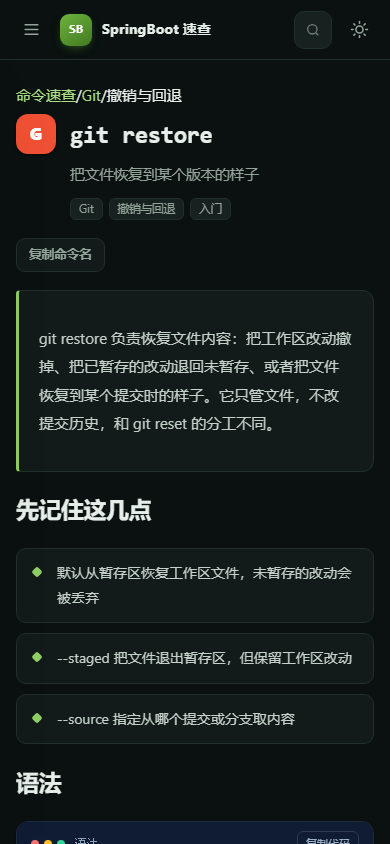 SB SpringBoot 速查
命令速查/Git/撤销与回退
G git restore
把文件恢复到某个版本的样子
Git 撤销与回退 入门
复制命令名
git restore 负责恢复文件内容：把工作区改动撤
掉、把已暂存的改动退回未暂存、或者把文件
恢复到某个提交时的样子。它只管文件，不改
提交历史，和 git reset 的分工不同。
先记住这几点
默认从暂存区恢复工作区文件，未暂存的改动会
被丢弃
--staged 把文件退出暂存区，但保留工作区改动
--source 指定从哪个提交或分支取内容
语法
语法 复制代码